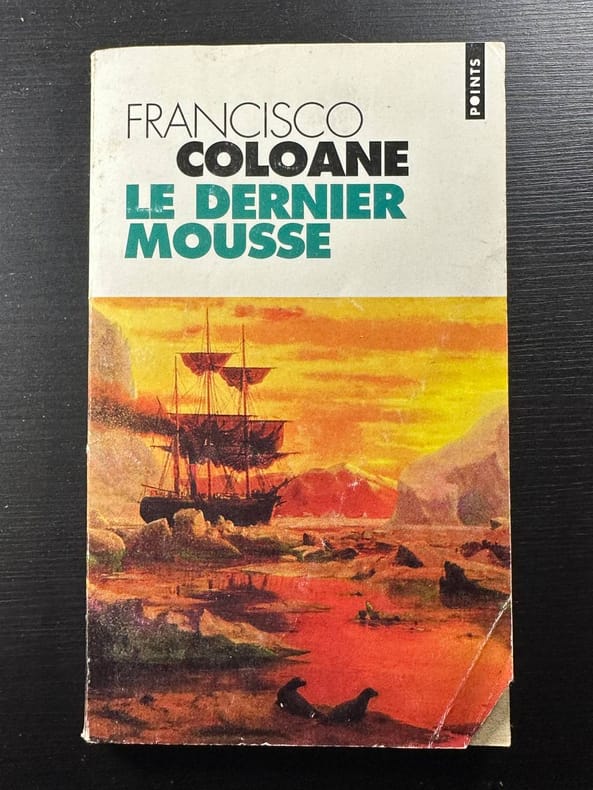 POINTS
FRANCISCO
COLOANE
LE DERNIER
MOUSSE